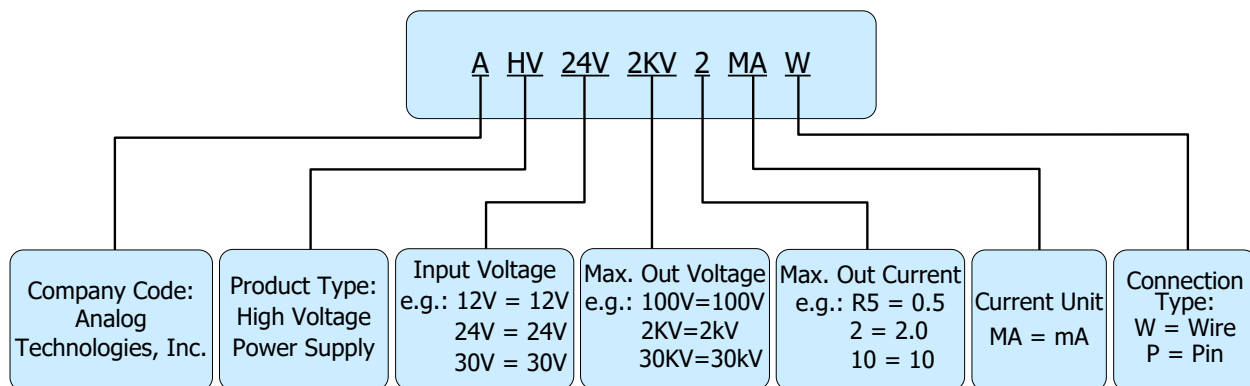 A HV 24V 2KV 2 MA W
Company Code:
Analog
Technologies, Inc.
Product Type:
High Voltage
Power Supply
Input Voltage
e.g.: 12V = 12V
24V = 24V
30V = 30V
Max. Out Voltage
e.g.: 100V=100V
2KV=2kV
30KV=30kV
Max. Out Current
e.g.: R5 = 0.5
2 = 2.0
10 = 10
Current Unit
MA = mA
Connection
Type:
W = Wire
P = Pin